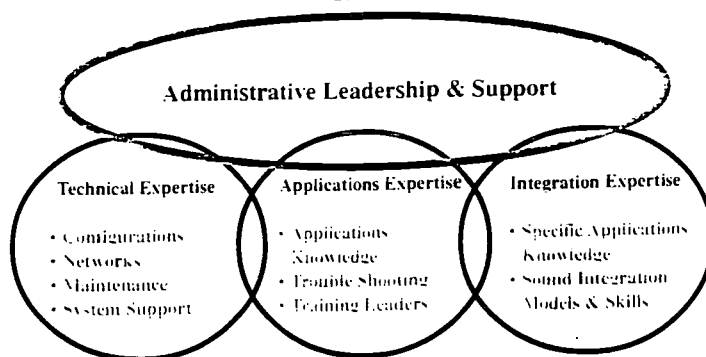 Administrative Leadership & Support
Technical Expertise
• Configurations
• Networks
• Maintenance
• System Support
Applications Expertise
• Applications
Knowledge
• Trouble Shooting
• Training Leaders
Integration Expertise
• Specific Applications
Knowledge
• Sound Integration
Models & Skills